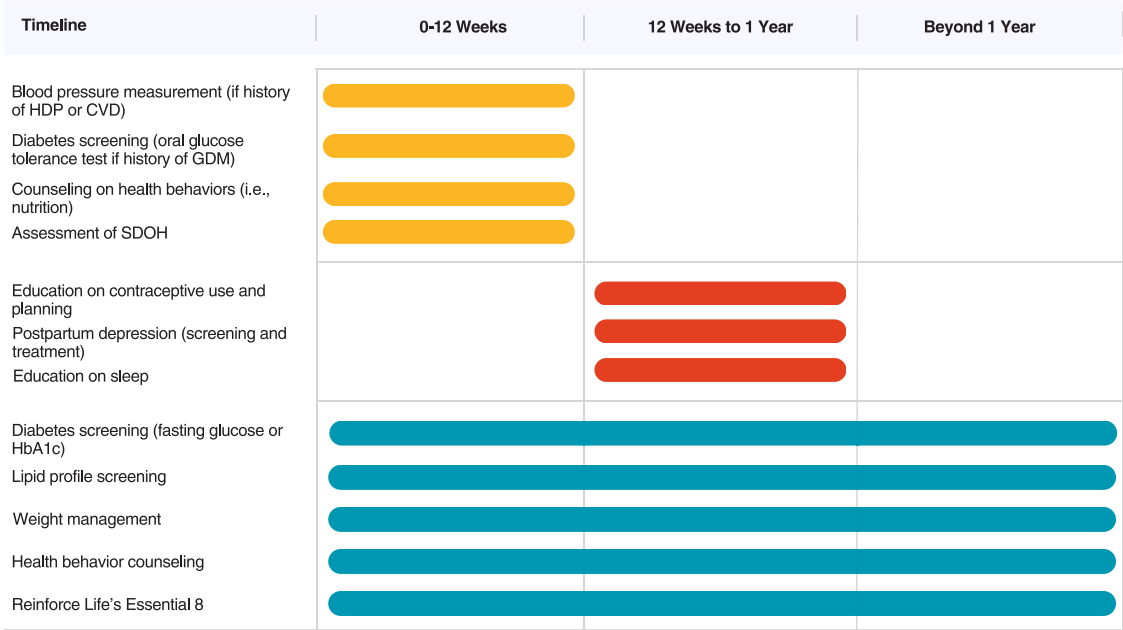 Timeline
0-12 Weeks
12 Weeks to 1 Year
Beyond 1 Year
Blood pressure measurement (if history
of HDP or CVD)
Diabetes screening (oral glucose
tolerance test if history of GDM)
Counseling on health behaviors (i.e.,
nutrition)
Assessment of SDOH
Education on contraceptive use and
planning
Postpartum depression (screening and
treatment)
Education on sleep
Diabetes screening (fasting glucose or
HbA1c)
Lipid profile screening
Weight management
Health behavior counseling
Reinforce Life's Essential 8